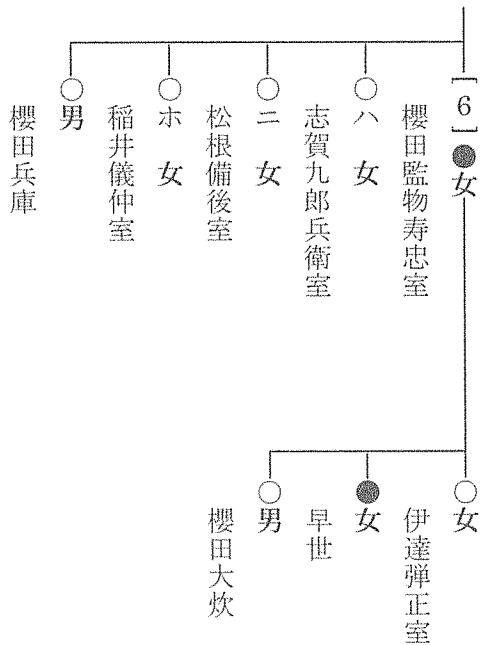 ［6］●女
櫻田監物寿忠室
○ハ 女
志賀九郎兵衛室
○ニ 女
松根備後室
○ホ 女
稲井儀仲室
○男
櫻田兵庫
○女
伊達弾正室
●女
早世
○男
櫻田大炊